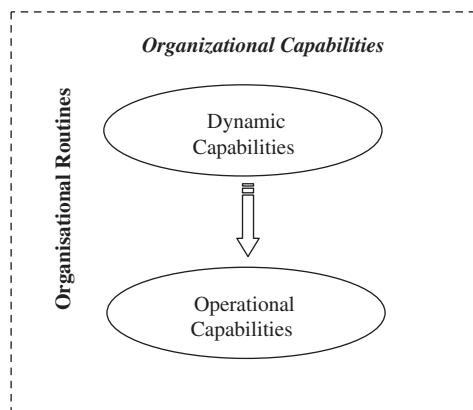 Organizational Capabilities
Organisational Routines
Dynamic
Capabilities
Operational
Capabilities